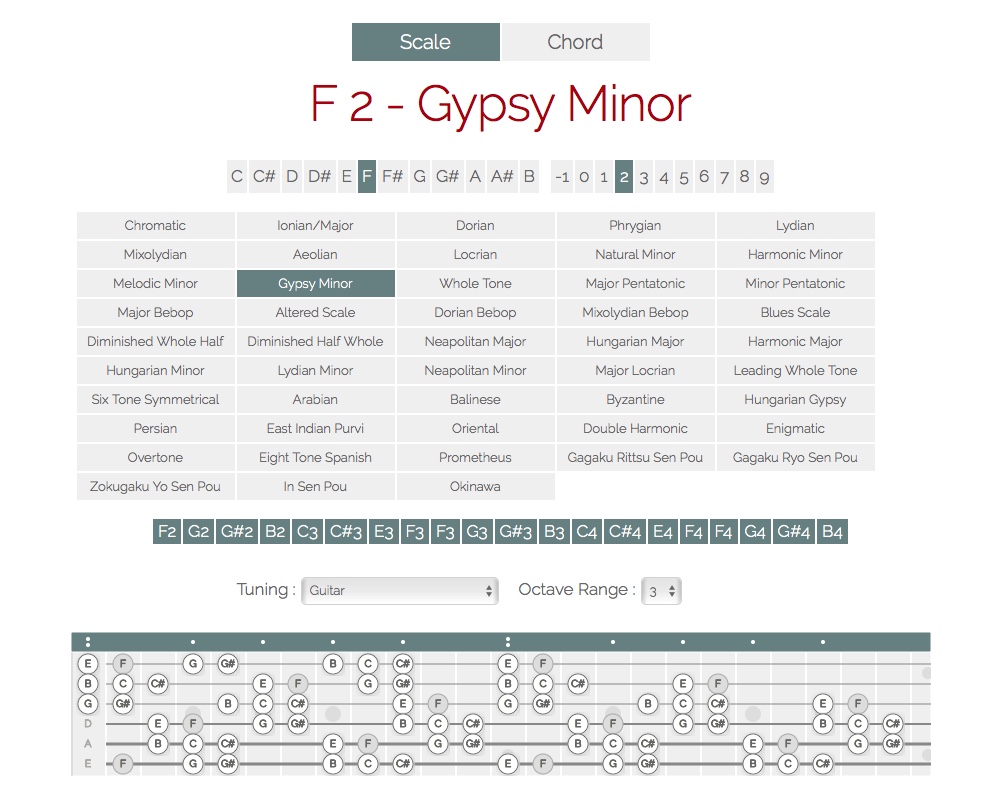 Scale Chord
F 2 - Gypsy Minor
C C# D D# E F F# G G# A A# B -1 0 1 2 3 4 5 6 7 8 9
Chromatic Ionian/Major Dorian Phrygian Lydian
Mixolydian Aeolian Locrian Natural Minor Harmonic Minor
Melodic Minor Gypsy Minor Whole Tone Major Pentatonic Minor Pentatonic
Major Bebop Altered Scale Dorian Bebop Mixolydian Bebop Blues Scale
Diminished Whole Half Diminished Half Whole Neapolitan Major Hungarian Major Harmonic Major
Hungarian Minor Lydian Minor Neapolitan Minor Major Locrian Leading Whole Tone
Six Tone Symmetrical Arabian Balinese Byzantine Hungarian Gypsy
Persian East Indian Purvi Oriental Double Harmonic Enigmatic
Overtone Eight Tone Spanish Prometheus Gagaku Rittsu Sen Pou Gagaku Ryo Sen Pou
Zokugaku Yo Sen Pou In Sen Pou Okinawa
F2 G2 G#2 B2 C3 C#3 E3 F3 F3 G3 G#3 B3 C4 C#4 E4 F4 F4 G4 G#4 B4
Tuning : Guitar Octave Range : 3
E F G G# B C C# E F
B C C# E F G G# B C C# E F
G G# B C C# E F G G# B C C# E F
D E F G G# B C C# E F G G# B C C#
A B C C# E F G G# B C C# E F G G#
E F G G# B C C# E F G G# B C C#